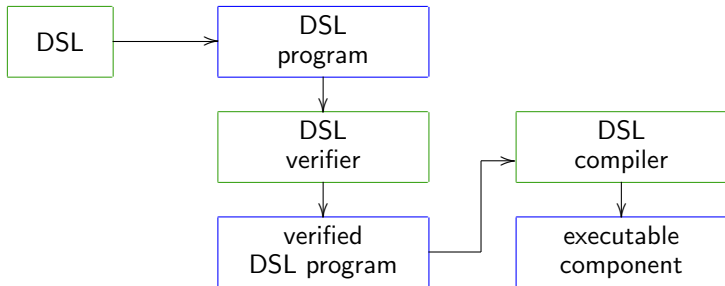 DSL
DSL
program
DSL
verifier
verified
DSL program
DSL
compiler
executable
component